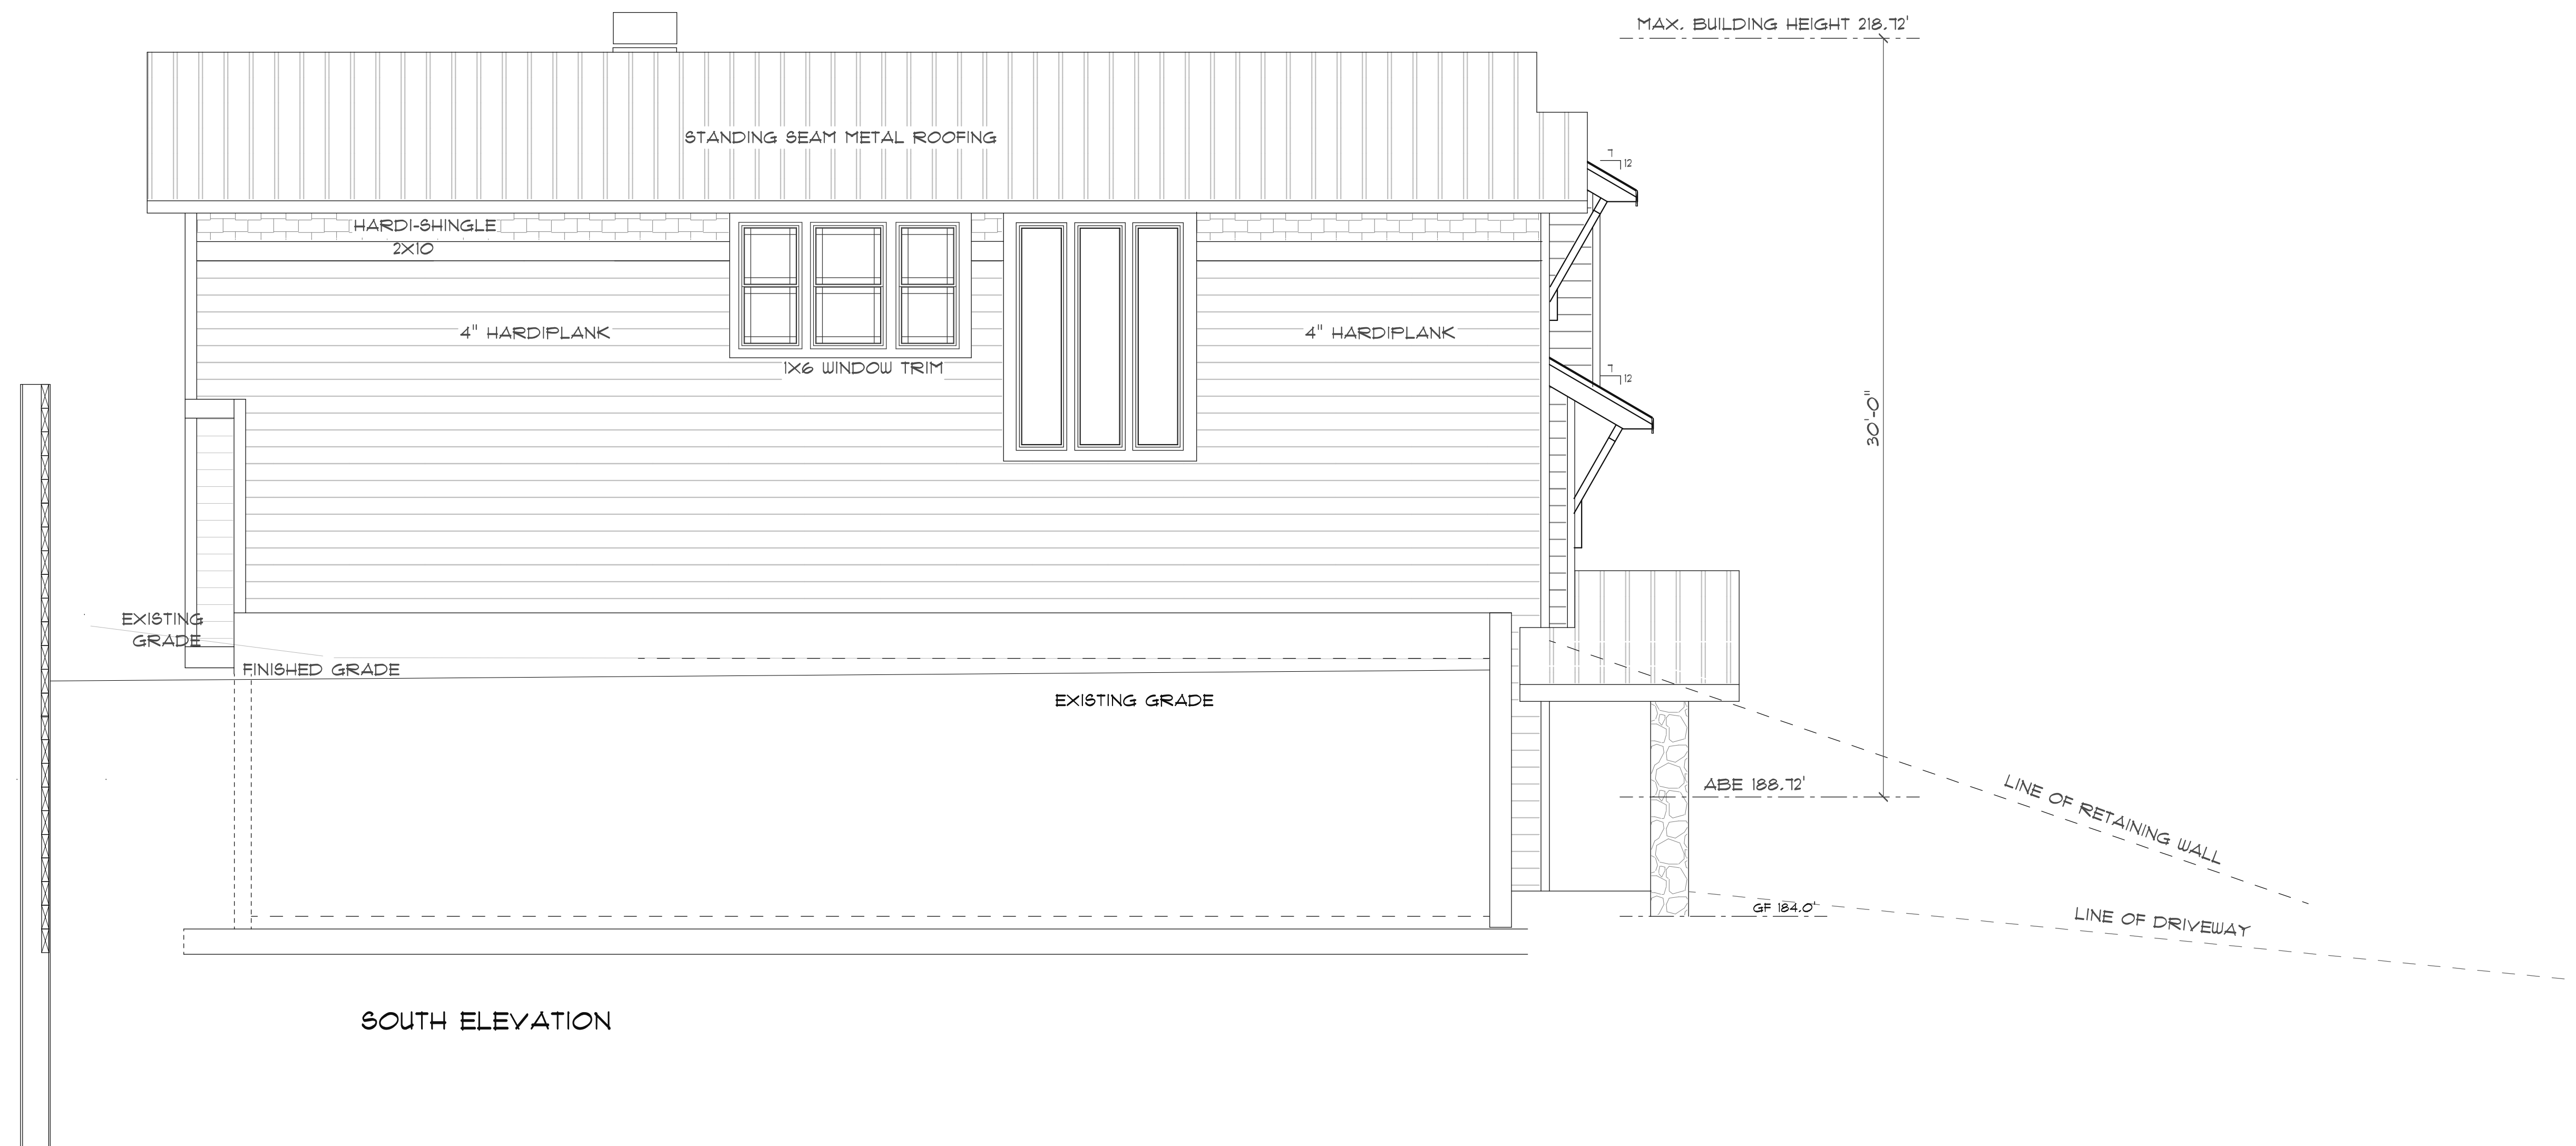 MAX. BUILDING HEIGHT 218.72'
STANDING SEAM METAL ROOFING
7
12
HARDI-SHINGLE
2X10
4" HARDIPLANK
4" HARDIPLANK
1X6 WINDOW TRIM
7
12
30'-0"
EXISTING
GRADE
FINISHED GRADE
EXISTING GRADE
ABE 188.72'
LINE OF RETAINING WALL
GF 184.0'
LINE OF DRIVEWAY
SOUTH ELEVATION